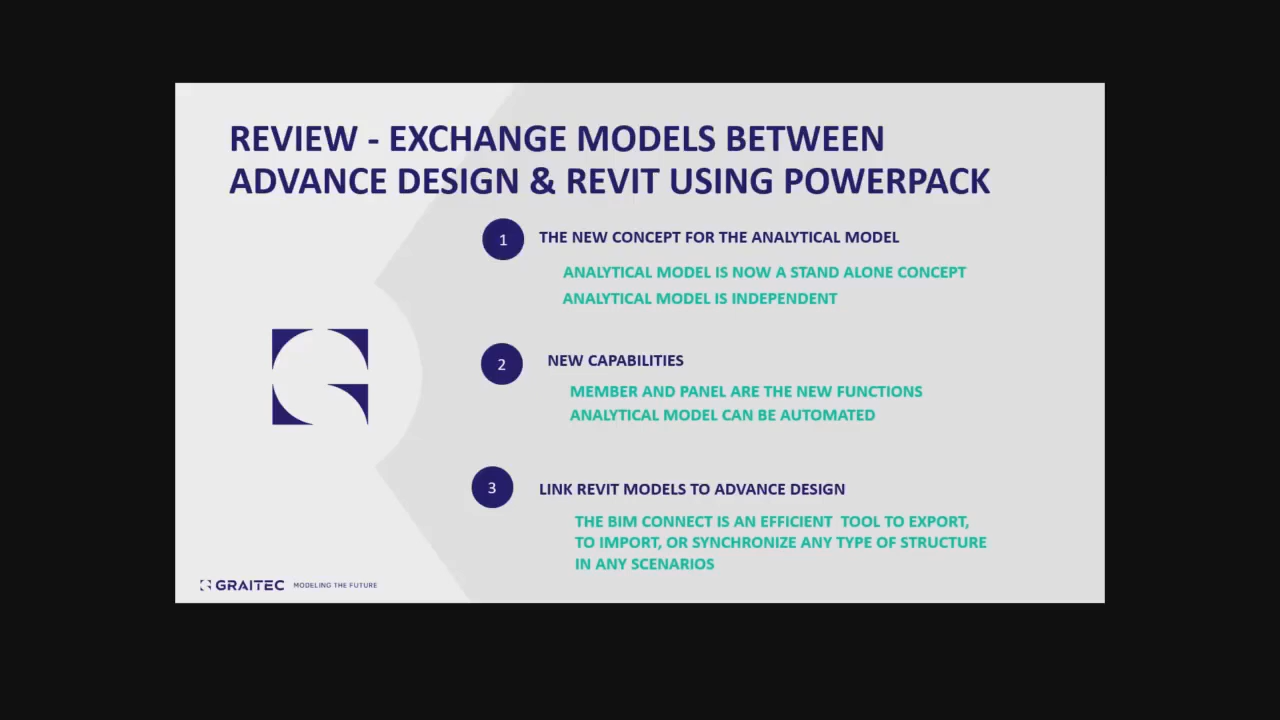 REVIEW - EXCHANGE MODELS BETWEEN
ADVANCE DESIGN & REVIT USING POWERPACK
1 THE NEW CONCEPT FOR THE ANALYTICAL MODEL
ANALYTICAL MODEL IS NOW A STAND ALONE CONCEPT
ANALYTICAL MODEL IS INDEPENDENT
2 NEW CAPABILITIES
MEMBER AND PANEL ARE THE NEW FUNCTIONS
ANALYTICAL MODEL CAN BE AUTOMATED
3 LINK REVIT MODELS TO ADVANCE DESIGN
THE BIM CONNECT IS AN EFFICIENT TOOL TO EXPORT,
TO IMPORT, OR SYNCHRONIZE ANY TYPE OF STRUCTURE
IN ANY SCENARIOS
GRAITEC MODELING THE FUTURE